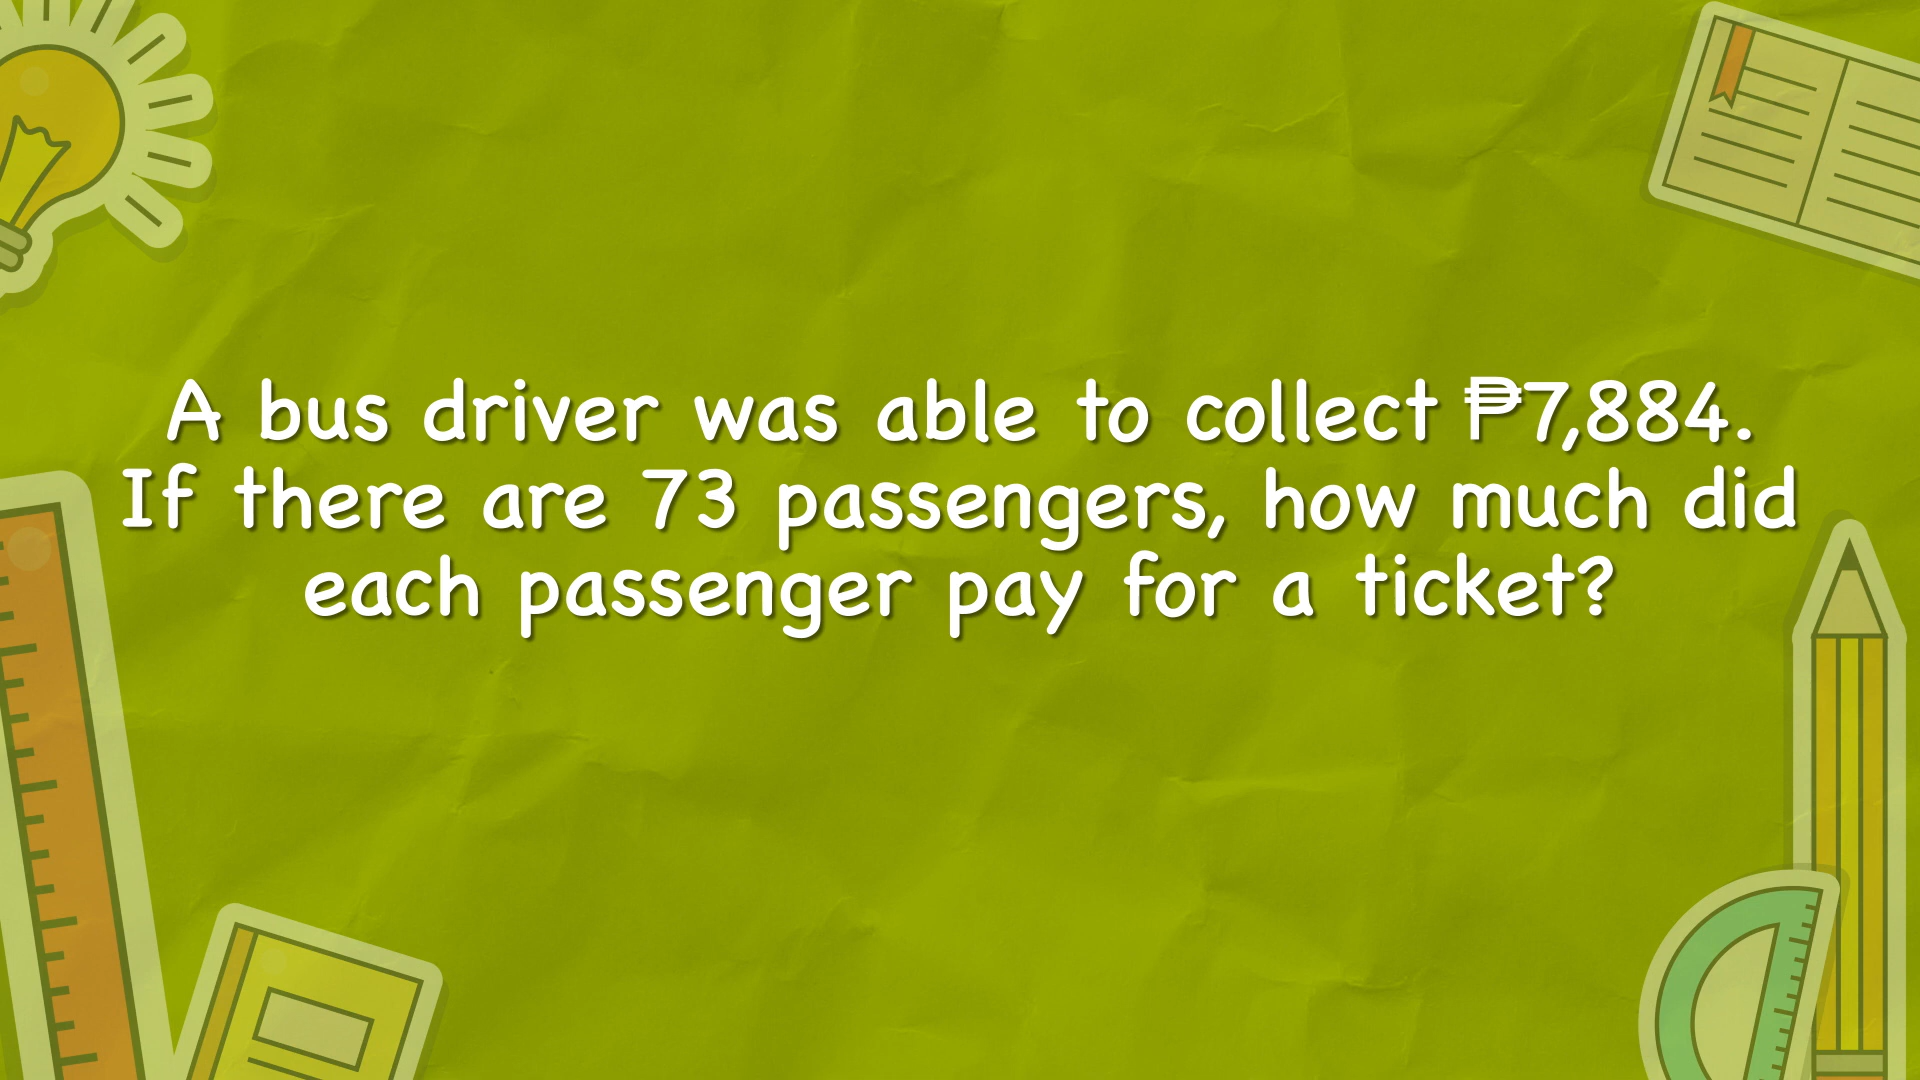 A bus driver was able to collect ₱7,884.
If there are 73 passengers, how much did
each passenger pay for a ticket?